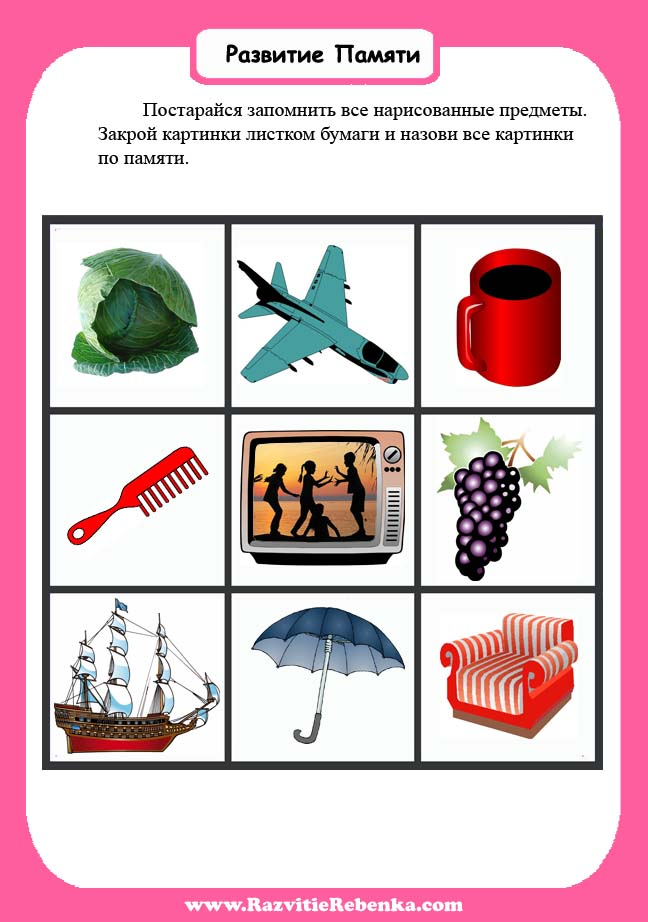 Развитие Памяти
Постарайся запомнить все нарисованные предметы.
Закрой картинки листком бумаги и назови все картинки
по памяти.
www.RazvitieRebenka.com